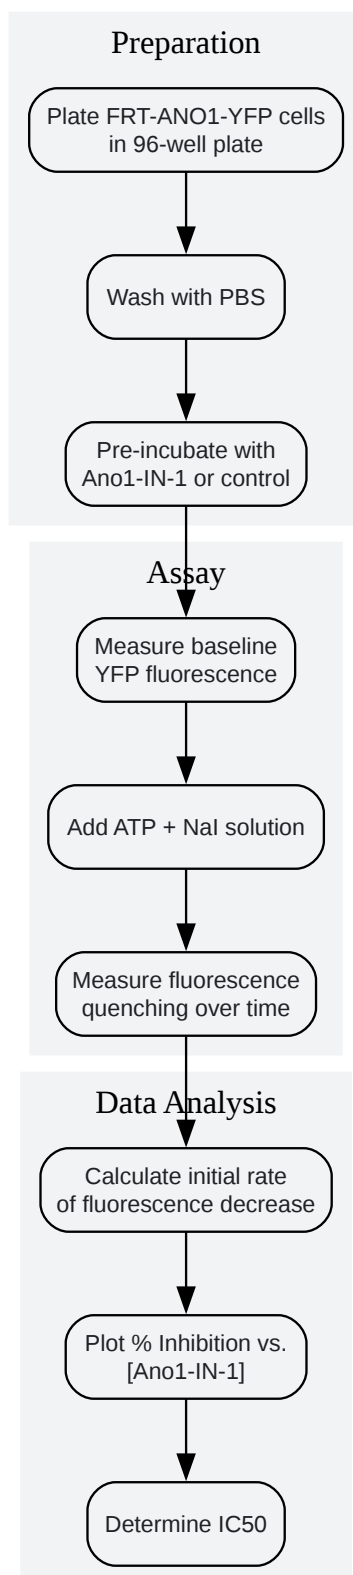 Preparation
Plate FRT-ANO1-YFP cells
in 96-well plate
Wash with PBS
Pre-incubate with
Ano1-IN-1 or control
Assay
Measure baseline
YFP fluorescence
Add ATP + NaI solution
Measure fluorescence
quenching over time
Data Analysis
Calculate initial rate
of fluorescence decrease
Plot % Inhibition vs.
[Ano1-IN-1]
Determine IC50